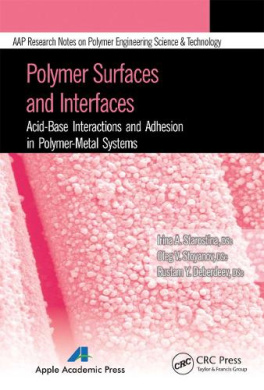 AAP Research Notes on Polymer Engineering Science & Technology
Polymer Surfaces
and Interfaces
Acid-Base Interactions and Adhesion
in Polymer-Metal Systems
Irina A. Starostina, DSc
Oleg V. Stoyanov, DSc
Rustam Y. Deberdeev, DSc
Apple Academic Press
CRC Press
Taylor & Francis Group